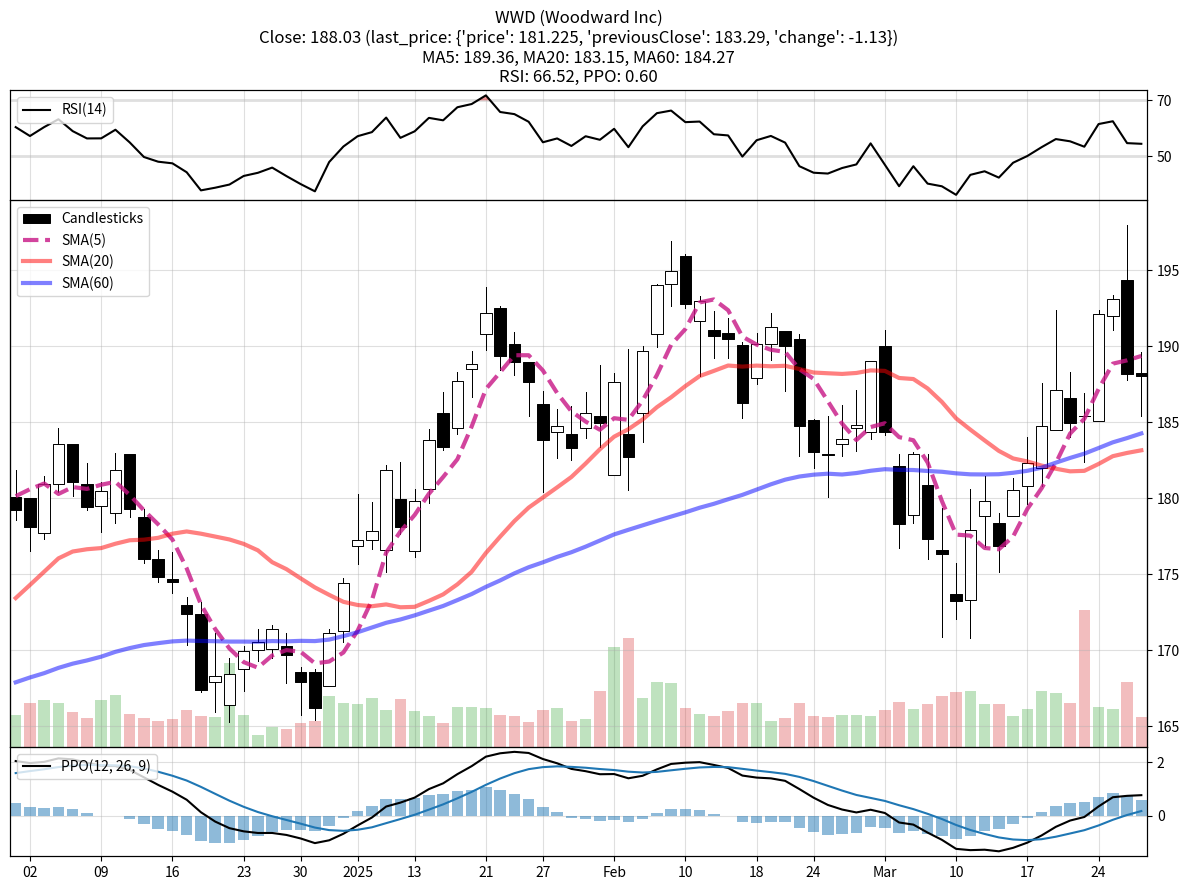 WWD (Woodward Inc)
Close: 188.03 (last_price: {'price': 181.225, 'previousClose': 183.29, 'change': -1.13})
MA5: 189.36, MA20: 183.15, MA60: 184.27
RSI: 66.52, PPO: 0.60
RSI(14)
70
50
Candlesticks
SMA(5)
SMA(20)
SMA(60)
195
190
185
180
175
170
165
PPO(12, 26, 9)
2
0
02 09 16 23 30 2025 13 21 27 Feb 10 18 24 Mar 10 17 24